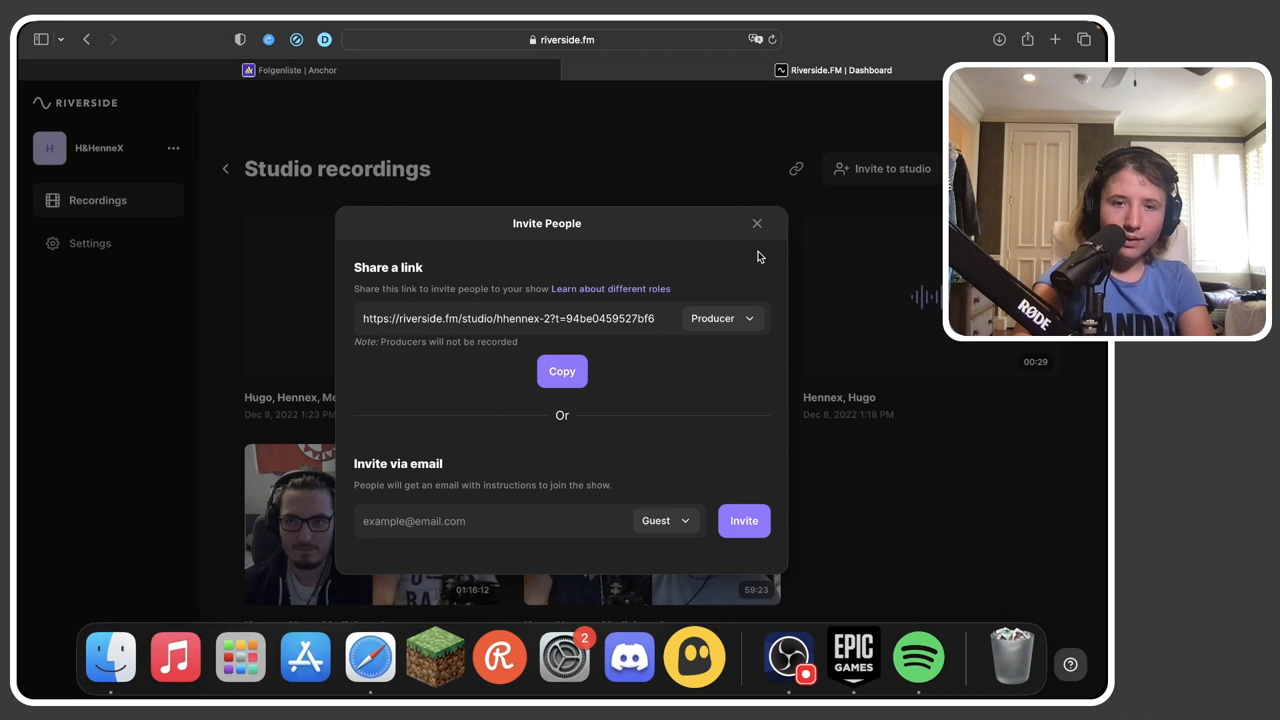 riverside.fm
Folgenliste | Anchor
Riverside.FM | Dashboard
RIVERSIDE
H
H&HenneX
Recordings
Settings
Studio recordings
Invite to studio
Invite People
Share a link
Share this link to invite people to your show Learn about different roles
https://riverside.fm/studio/hhennex-2?t=94be0459527bf6
Producer
Note: Producers will not be recorded
Copy
Or
Invite via email
People will get an email with instructions to join the show.
example@email.com
Guest
Invite
00:29
Hugo, Hennex, Me
Dec 8, 2022 1:23 PM
Hennex, Hugo
Dec 8, 2022 1:18 PM
01:16:12
59:23
RØDE
2
EPIC
GAMES